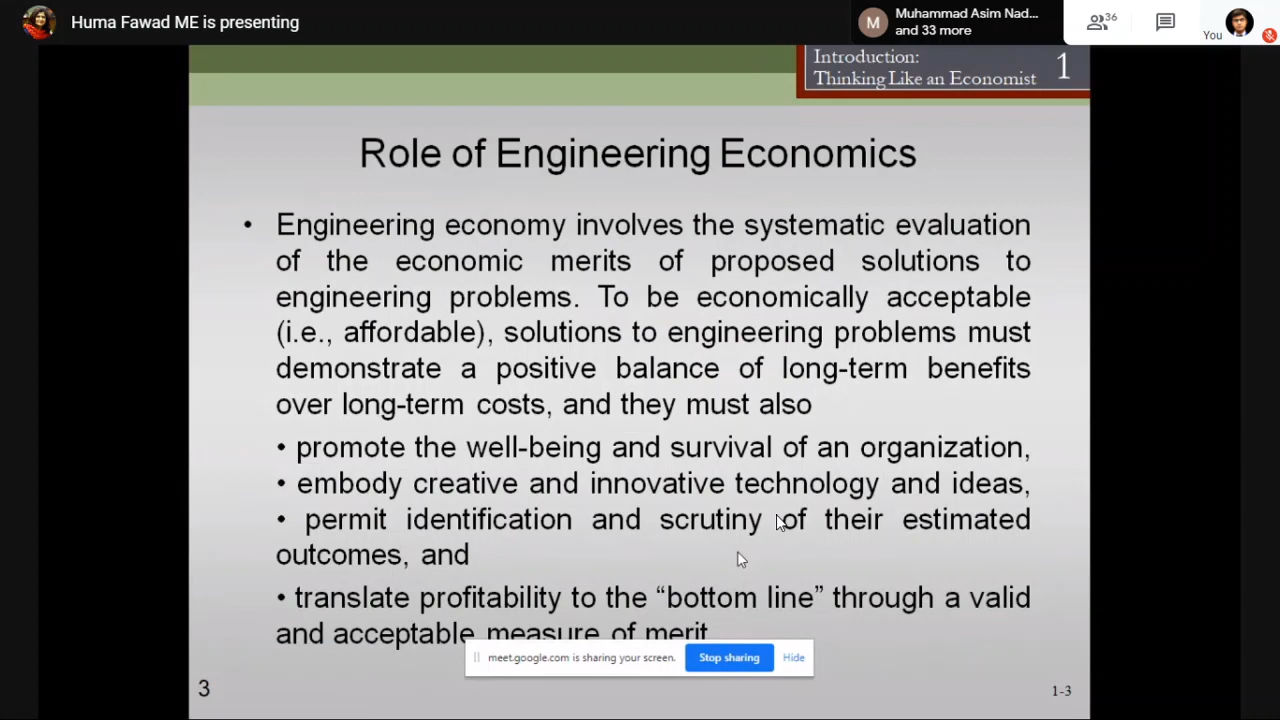 Huma Fawad ME is presenting
Muhammad Asim Nad...
and 33 more
M
36
You
Introduction:
Thinking Like an Economist
1
Role of Engineering Economics
• Engineering economy involves the systematic evaluation
of the economic merits of proposed solutions to
engineering problems. To be economically acceptable
(i.e., affordable), solutions to engineering problems must
demonstrate a positive balance of long-term benefits
over long-term costs, and they must also
• promote the well-being and survival of an organization,
• embody creative and innovative technology and ideas,
• permit identification and scrutiny of their estimated
outcomes, and
• translate profitability to the “bottom line” through a valid
and acceptable measure of merit
meet.google.com is sharing your screen.
Stop sharing
Hide
3
1-3